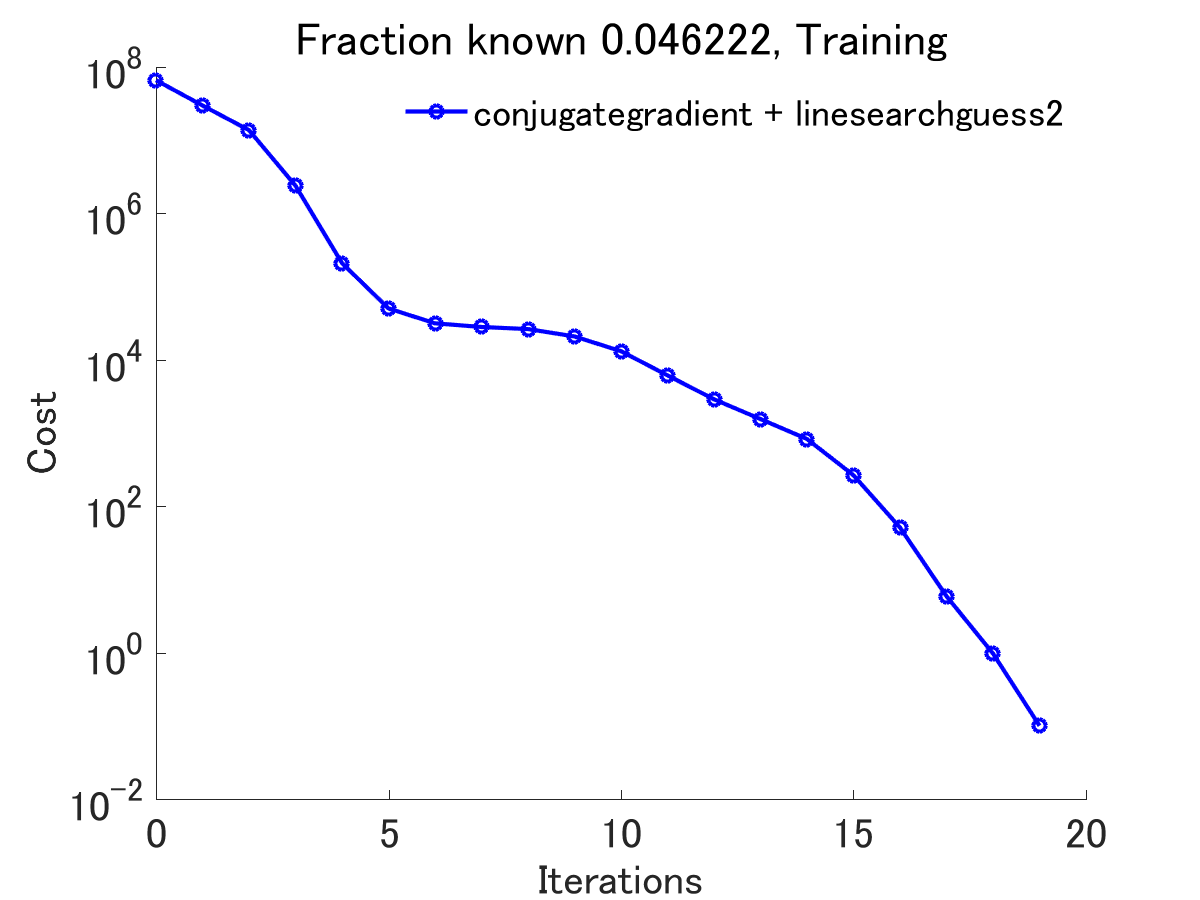 Fraction known 0.046222, Training
conjugategradient + linesearchguess2
10^8
10^6
10^4
10^2
10^0
10^-2
Cost
0 5 10 15 20
Iterations